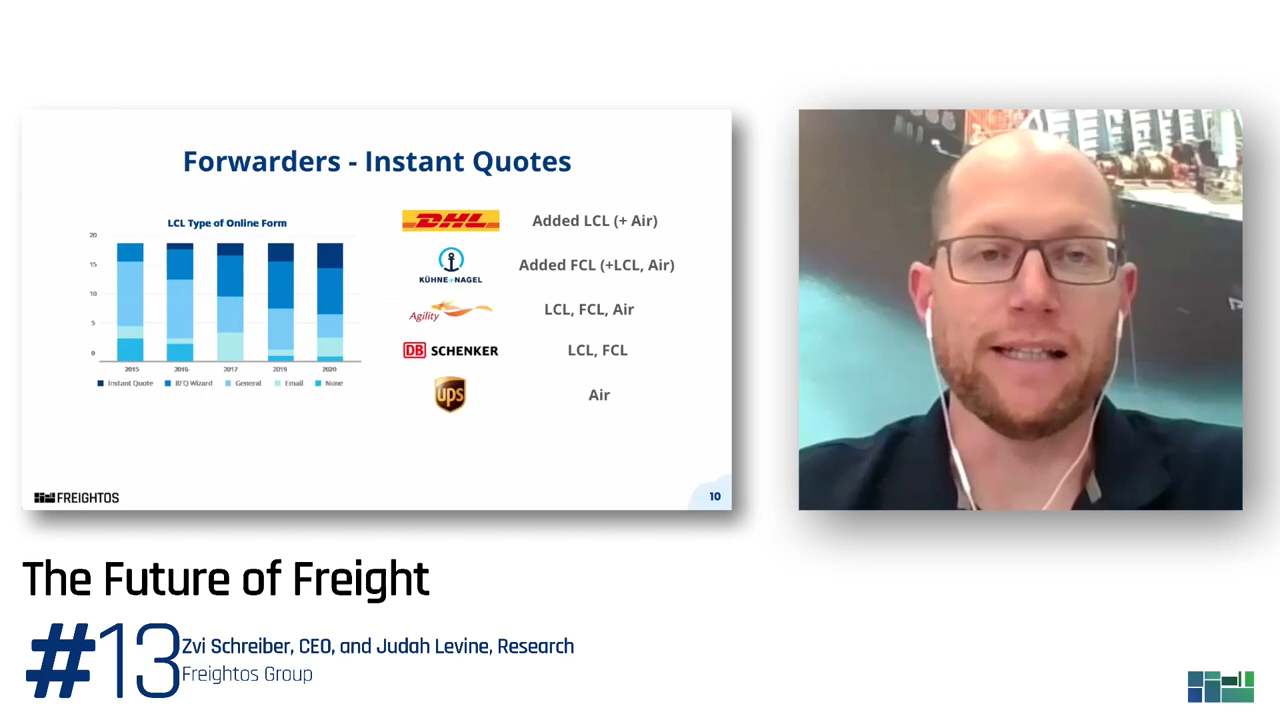 Forwarders - Instant Quotes
LCL Type of Online Form
20
15
10
5
0
2015 2016 2017 2019 2020
Instant Quote RFQ Wizard General Email None
DHL Added LCL (+ Air)
KÜHNE+NAGEL Added FCL (+LCL, Air)
Agility LCL, FCL, Air
DB SCHENKER LCL, FCL
ups Air
FREIGHTOS
10
The Future of Freight
#13
Zvi Schreiber, CEO, and Judah Levine, Research
Freightos Group